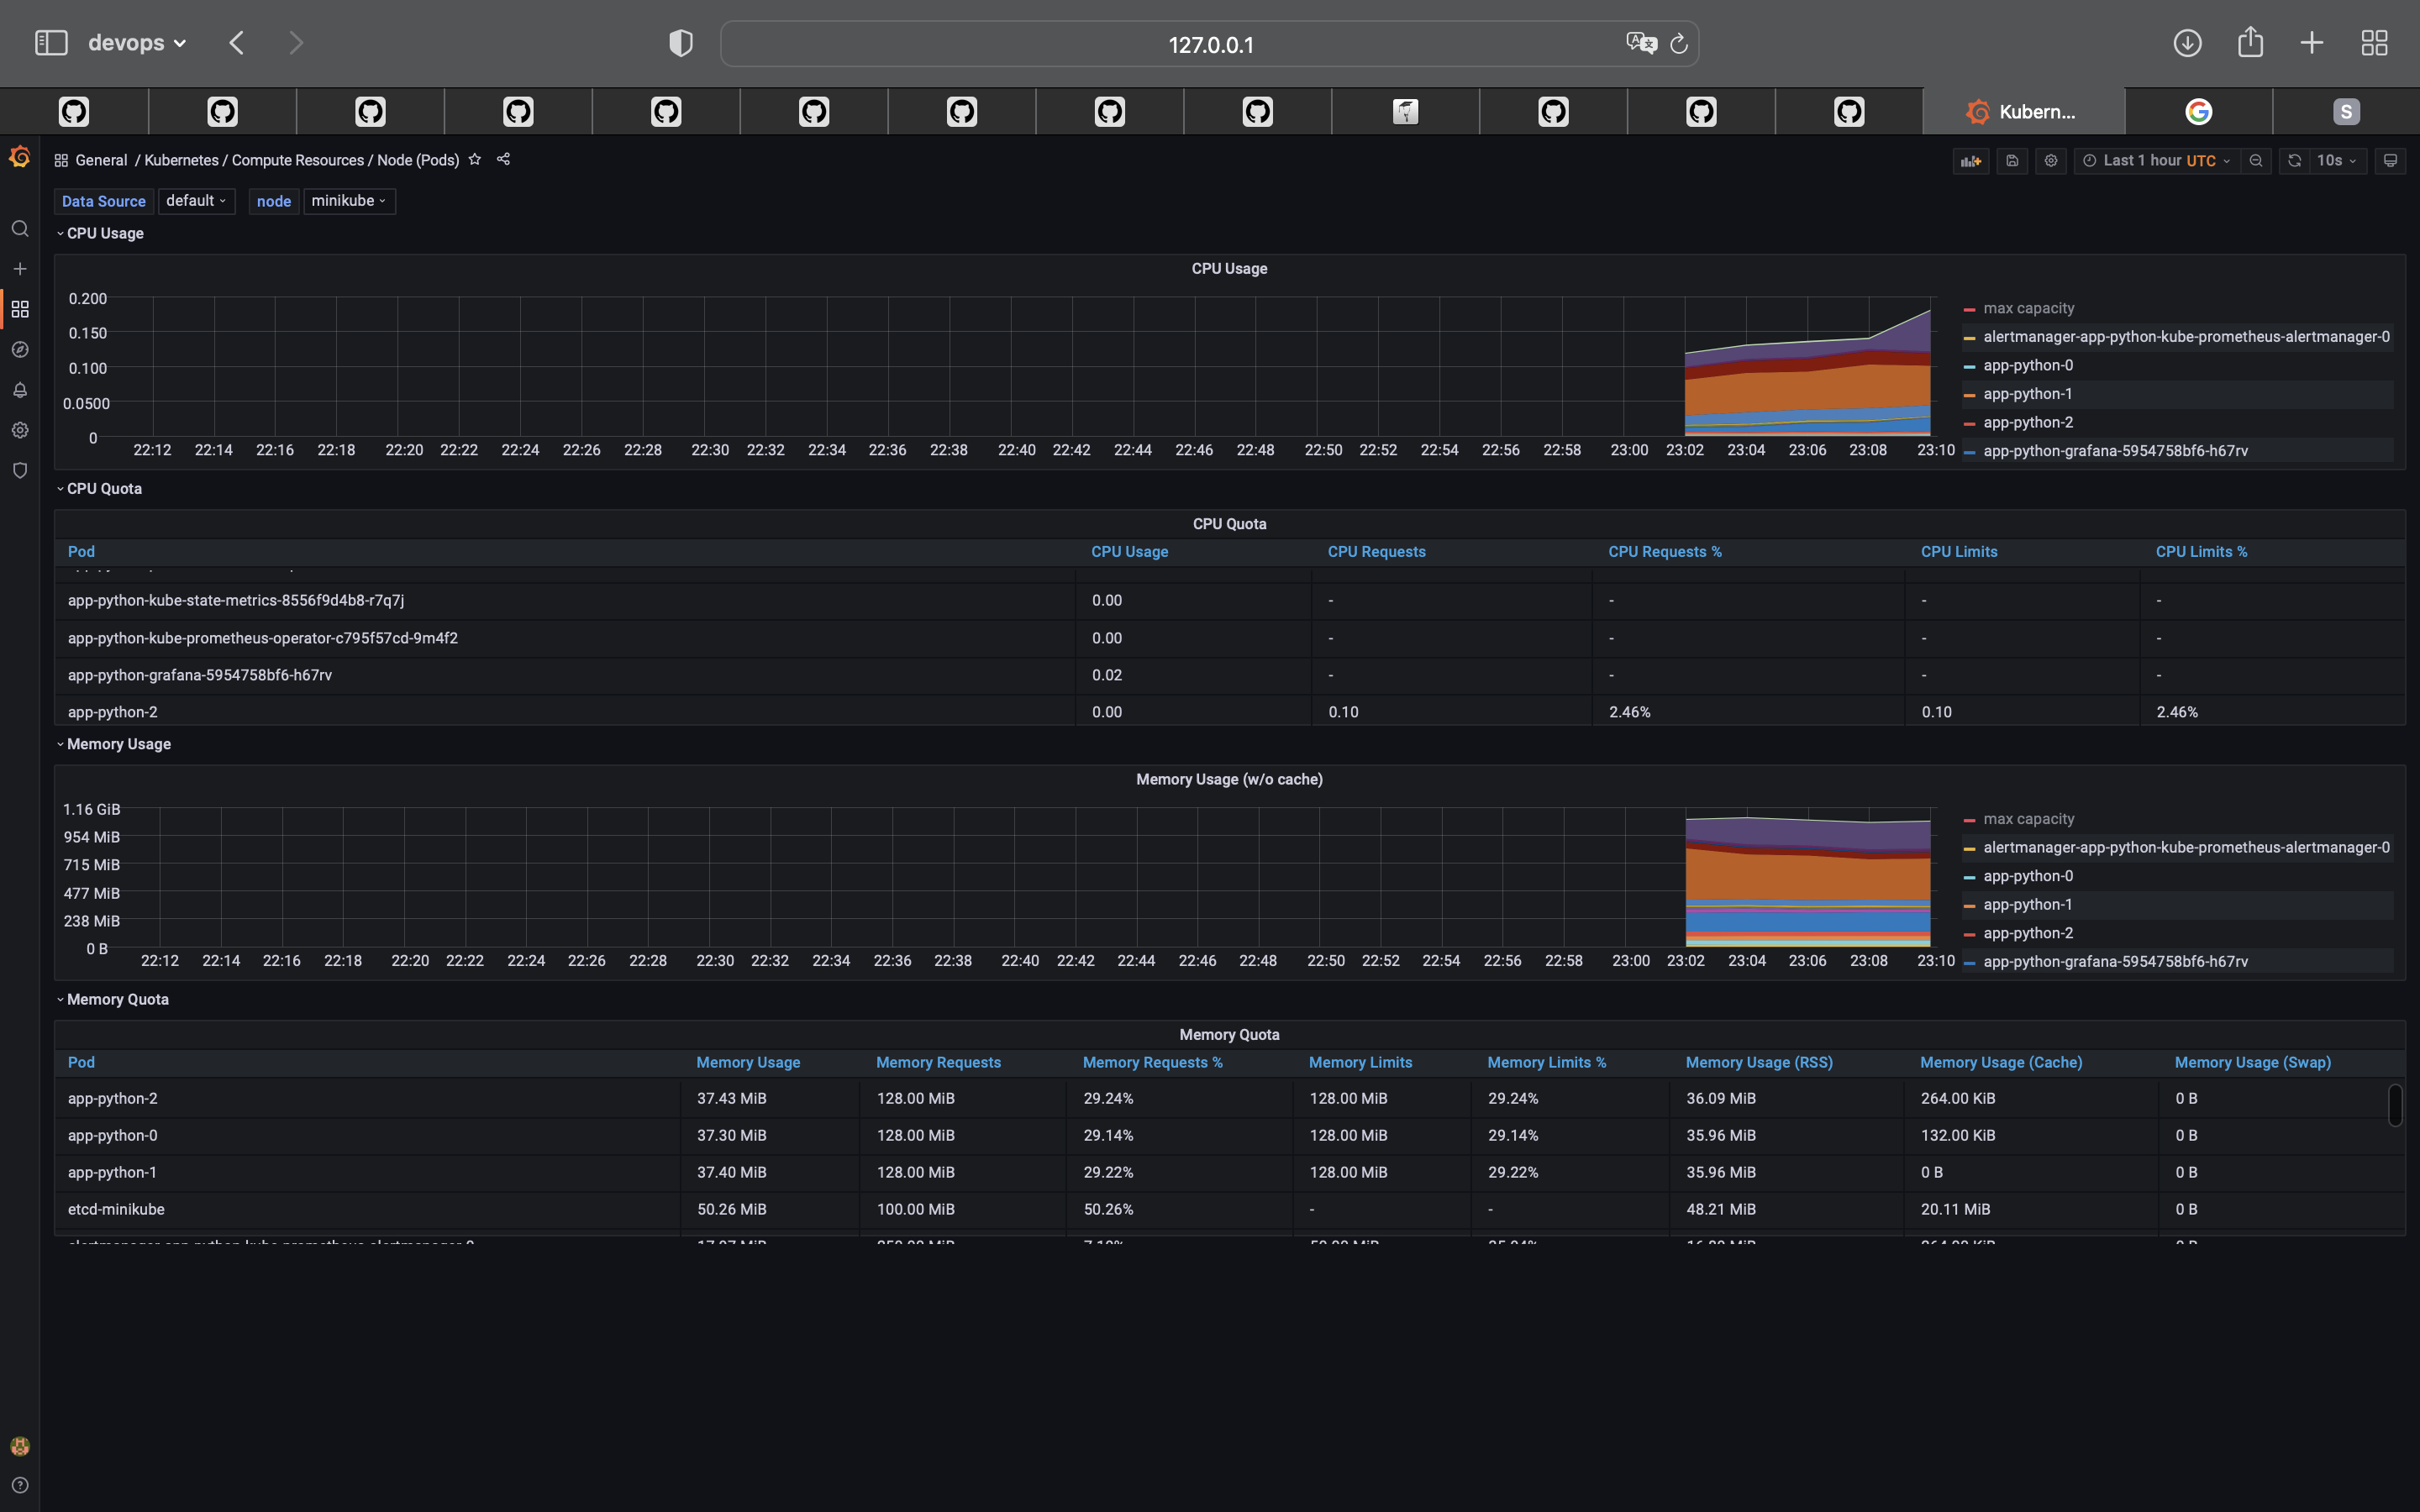 devops
127.0.0.1
Kubern...
S
General / Kubernetes / Compute Resources / Node (Pods)
Last 1 hour UTC
10s
Data Source default node minikube
CPU Usage
CPU Usage
0.200
0.150
0.100
0.0500
0
22:12 22:14 22:16 22:18 22:20 22:22 22:24 22:26 22:28 22:30 22:32 22:34 22:36 22:38 22:40 22:42 22:44 22:46 22:48 22:50 22:52 22:54 22:56 22:58 23:00 23:02 23:04 23:06 23:08 23:10
max capacity
alertmanager-app-python-kube-prometheus-alertmanager-0
app-python-0
app-python-1
app-python-2
app-python-grafana-5954758bf6-h67rv
CPU Quota
CPU Quota
Pod CPU Usage CPU Requests CPU Requests % CPU Limits CPU Limits %
app-python-kube-state-metrics-8556f9d4b8-r7q7j 0.00 - - - -
app-python-kube-prometheus-operator-c795f57cd-9m4f2 0.00 - - - -
app-python-grafana-5954758bf6-h67rv 0.02 - - - -
app-python-2 0.00 0.10 2.46% 0.10 2.46%
Memory Usage
Memory Usage (w/o cache)
1.16 GiB
954 MiB
715 MiB
477 MiB
238 MiB
0 B
22:12 22:14 22:16 22:18 22:20 22:22 22:24 22:26 22:28 22:30 22:32 22:34 22:36 22:38 22:40 22:42 22:44 22:46 22:48 22:50 22:52 22:54 22:56 22:58 23:00 23:02 23:04 23:06 23:08 23:10
max capacity
alertmanager-app-python-kube-prometheus-alertmanager-0
app-python-0
app-python-1
app-python-2
app-python-grafana-5954758bf6-h67rv
Memory Quota
Memory Quota
Pod Memory Usage Memory Requests Memory Requests % Memory Limits Memory Limits % Memory Usage (RSS) Memory Usage (Cache) Memory Usage (Swap)
app-python-2 37.43 MiB 128.00 MiB 29.24% 128.00 MiB 29.24% 36.09 MiB 264.00 KiB 0 B
app-python-0 37.30 MiB 128.00 MiB 29.14% 128.00 MiB 29.14% 35.96 MiB 132.00 KiB 0 B
app-python-1 37.40 MiB 128.00 MiB 29.22% 128.00 MiB 29.22% 35.96 MiB 0 B 0 B
etcd-minikube 50.26 MiB 100.00 MiB 50.26% - - 48.21 MiB 20.11 MiB 0 B